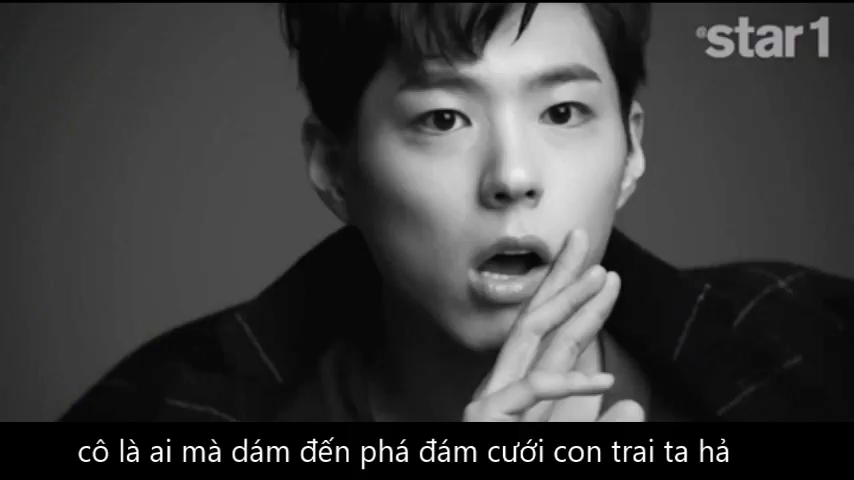 @star1
cô là ai mà dám đến phá đám cưới con trai ta hả